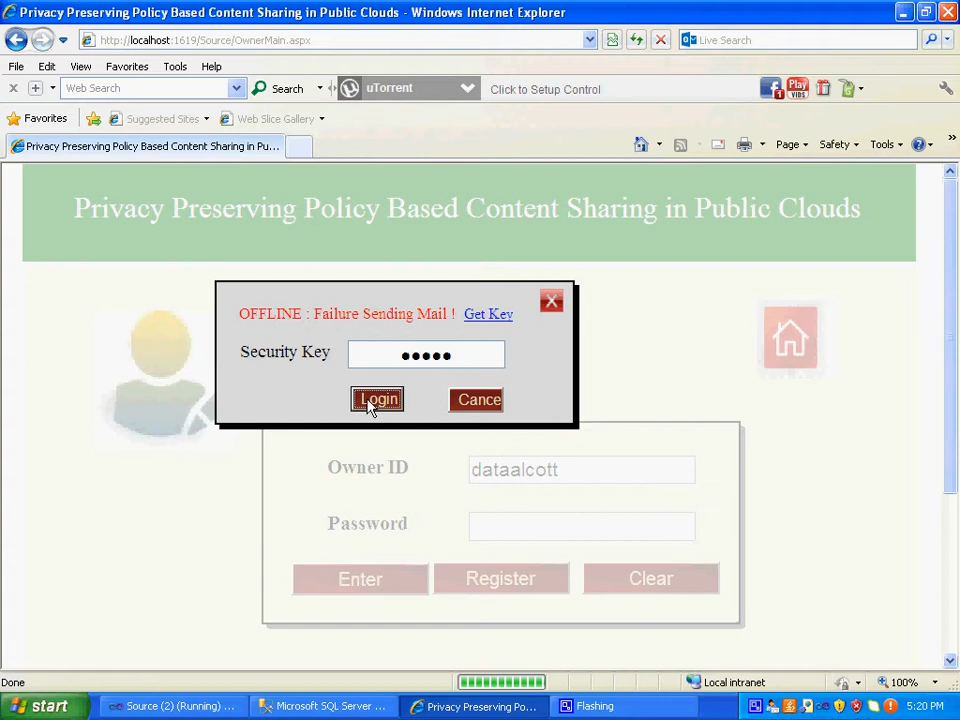 Privacy Preserving Policy Based Content Sharing in Public Clouds - Windows Internet Explorer
http://localhost:1619/Source/OwnerMain.aspx
Live Search
File Edit View Favorites Tools Help
Web Search
Search
uTorrent
Click to Setup Control
Play
VIDS
Favorites
Suggested Sites
Web Slice Gallery
Privacy Preserving Policy Based Content Sharing in Pu...
Page
Safety
Tools
Privacy Preserving Policy Based Content Sharing in Public Clouds
OFFLINE : Failure Sending Mail ! Get Key
Security Key
Login
Cance
Owner ID
dataalcott
Password
Enter
Register
Clear
Done
Local intranet
100%
start
Source (2) (Running) ...
Microsoft SQL Server ...
Privacy Preserving Po...
Flashing
5:20 PM